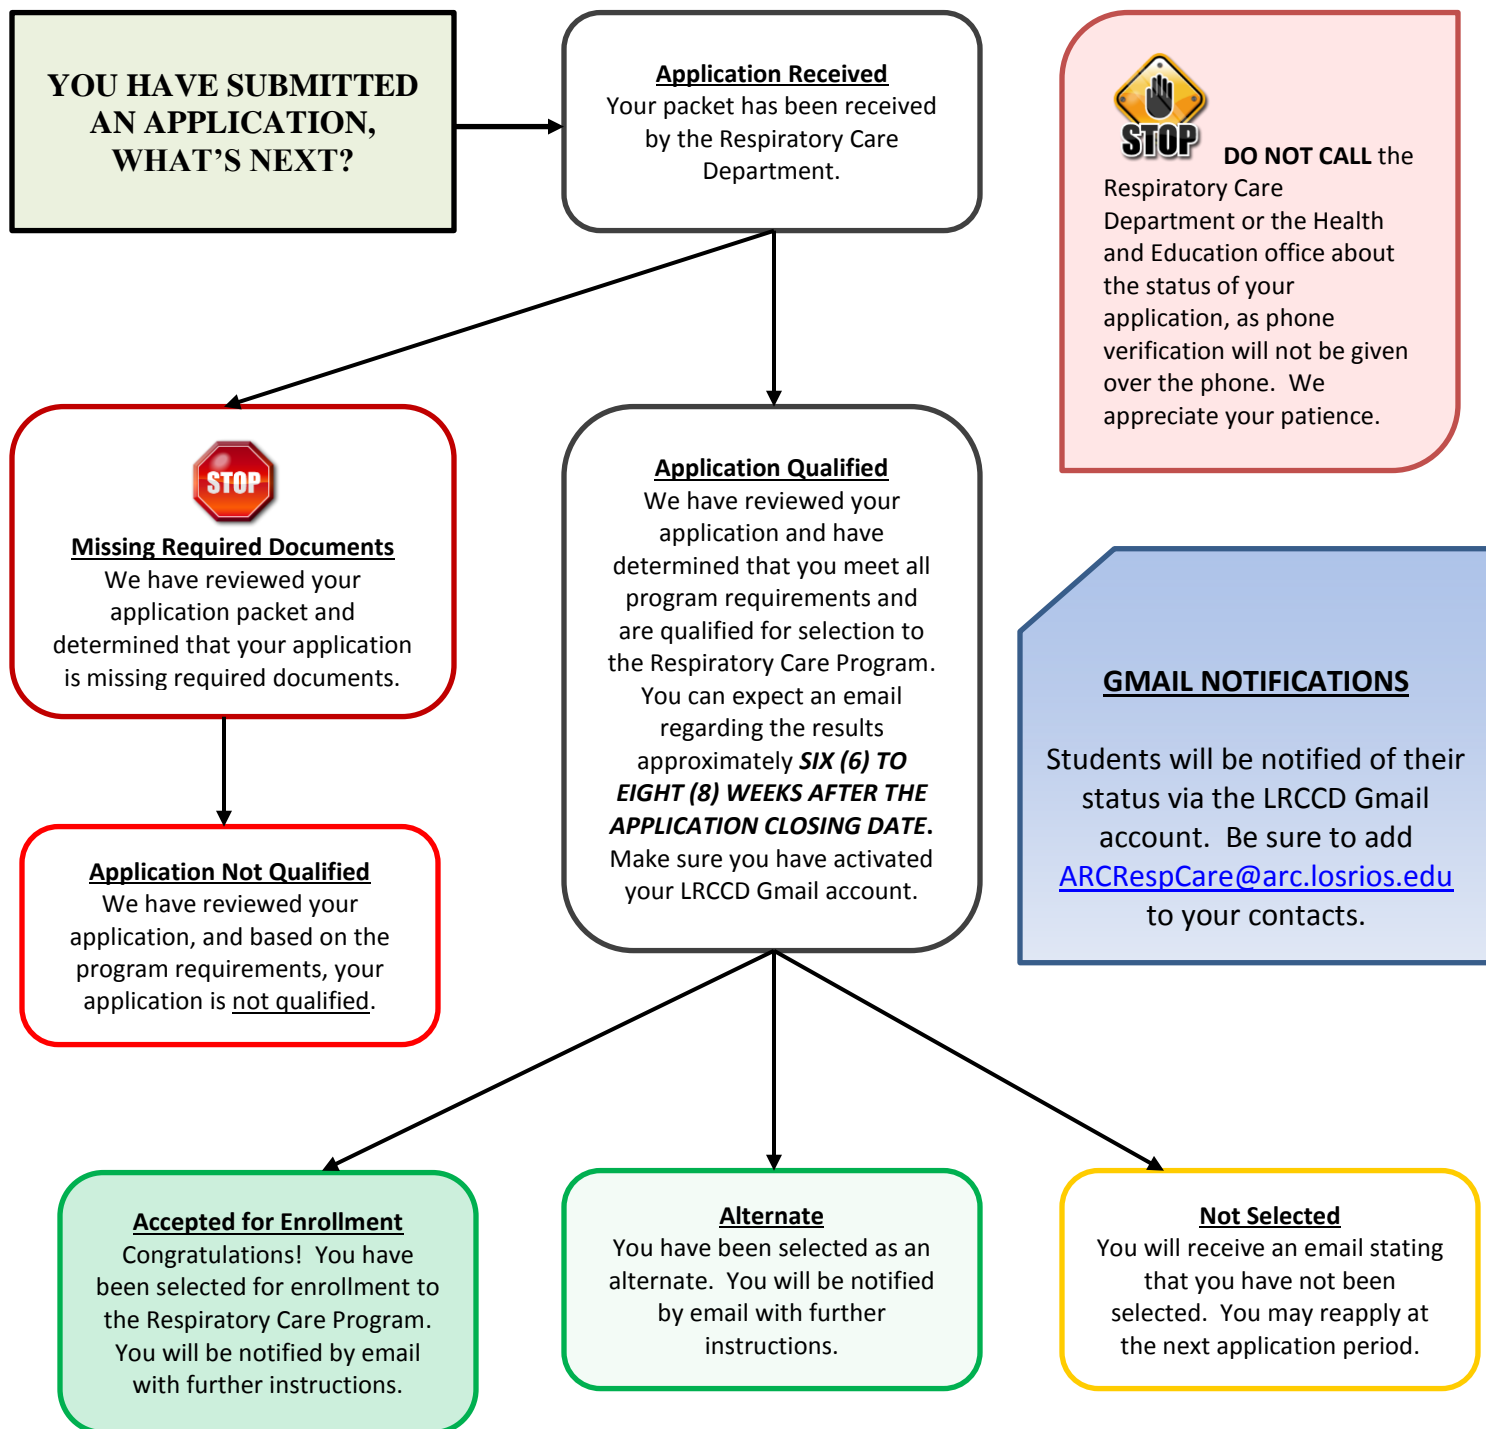 YOU HAVE SUBMITTED
AN APPLICATION,
WHAT'S NEXT?
Application Received
Your packet has been received
by the Respiratory Care
Department.
STOP
DO NOT CALL the
Respiratory Care
Department or the Health
and Education office about
the status of your
application, as phone
verification will not be given
over the phone.  We
appreciate your patience.
STOP
Missing Required Documents
We have reviewed your
application packet and
determined that your application
is missing required documents.
Application Qualified
We have reviewed your
application and have
determined that you meet all
program requirements and
are qualified for selection to
the Respiratory Care Program.
You can expect an email
regarding the results
approximately SIX (6) TO
EIGHT (8) WEEKS AFTER THE
APPLICATION CLOSING DATE.
Make sure you have activated
your LRCCD Gmail account.
GMAIL NOTIFICATIONS
Students will be notified of their
status via the LRCCD Gmail
account.  Be sure to add
ARCRespCare@arc.losrios.edu
to your contacts.
Application Not Qualified
We have reviewed your
application, and based on the
program requirements, your
application is not qualified.
Accepted for Enrollment
Congratulations!  You have
been selected for enrollment to
the Respiratory Care Program.
You will be notified by email
with further instructions.
Alternate
You have been selected as an
alternate.  You will be notified
by email with further
instructions.
Not Selected
You will receive an email stating
that you have not been
selected.  You may reapply at
the next application period.